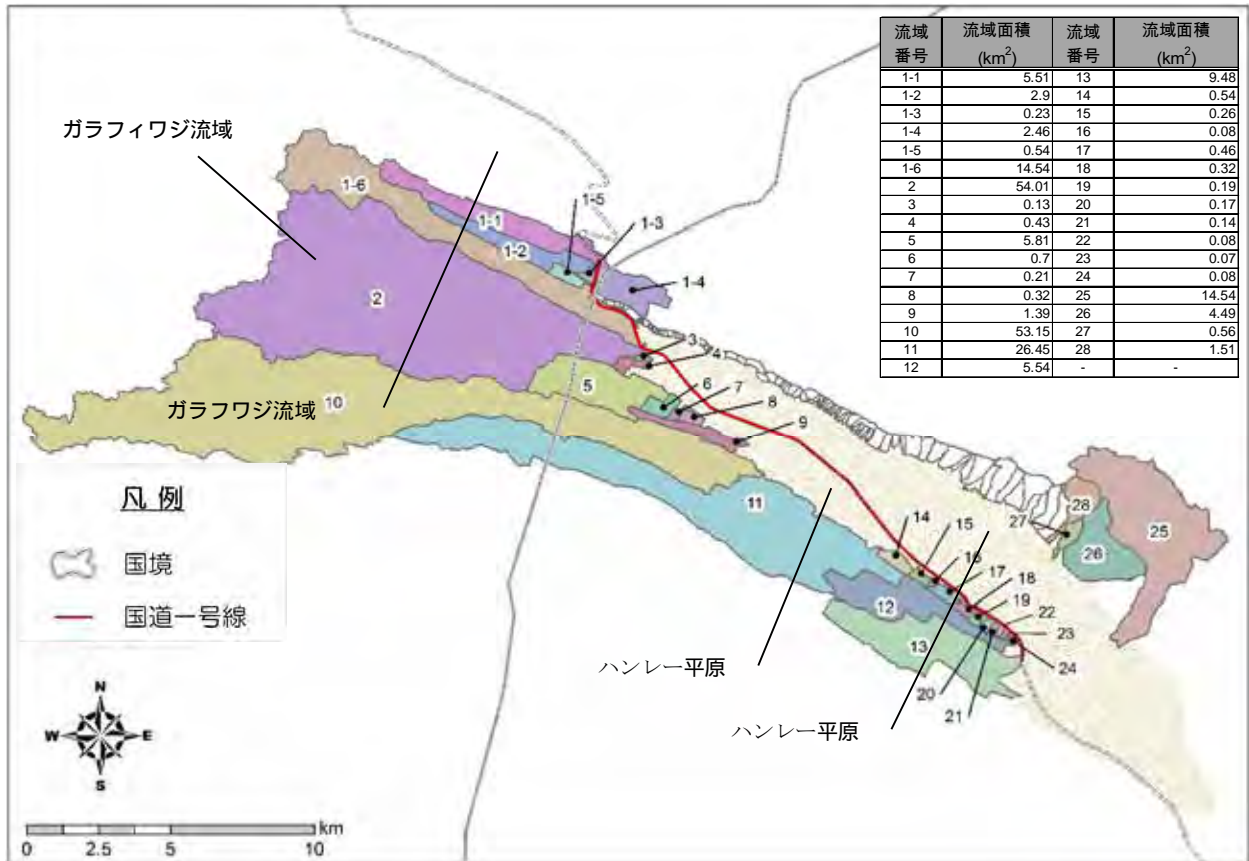 流域番号 流域面積 (km²) 流域番号 流域面積 (km²)
1-1 5.51 13 9.48
1-2 2.9 14 0.54
1-3 0.23 15 0.26
1-4 2.46 16 0.08
1-5 0.54 17 0.46
1-6 14.54 18 0.32
2 54.01 19 0.19
3 0.13 20 0.17
4 0.43 21 0.14
5 5.81 22 0.08
6 0.7 23 0.07
7 0.21 24 0.08
8 0.32 25 14.54
9 1.39 26 4.49
10 53.15 27 0.56
11 26.45 28 1.51
12 5.54 - -
ガラフィワジ流域
1-6
1-1
1-5
1-3
1-2
1-4
2
3
4
5
6
7
8
9
ガラフワジ流域
10
11
14
15
16
17
18
19
22
23
24
12
13
20
21
27
28
26
25
ハンレー平原
ハンレー平原
凡例
国境
国道一号線
N
W E
S
km
0 2.5 5 10